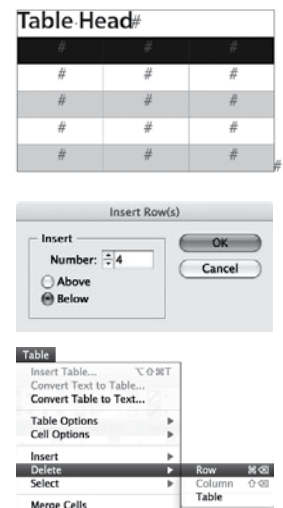 Table Head#
# # #
# # #
# # #
# # #
# # #
#
Insert Row(s)
Insert
Number: 4
Above
Below
OK
Cancel
Table
Insert Table... ⌥⇧⌘T
Convert Text to Table...
Convert Table to Text...
Table Options
Cell Options
Insert
Delete
Select
Merge Cells
Row ⌘⌫
Column ⇧⌫
Table